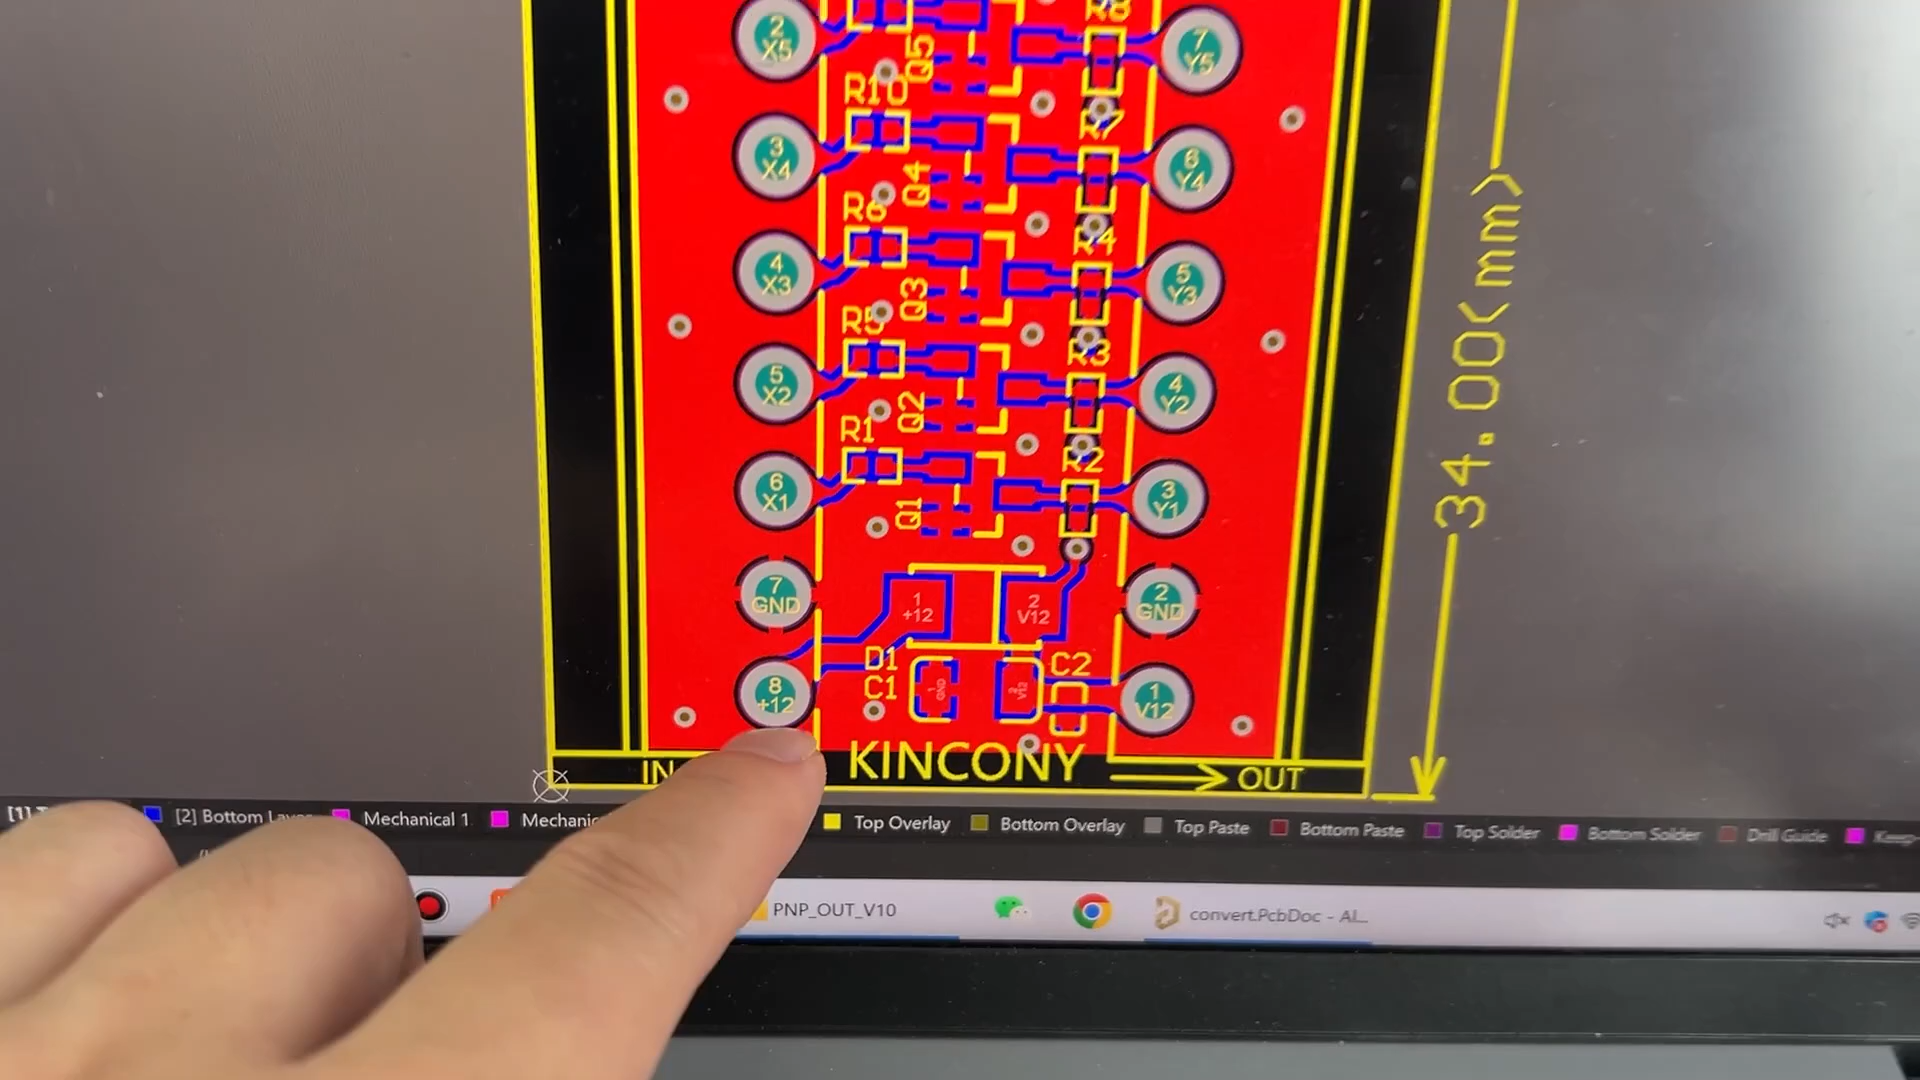 R8
2
X5
7
Y5
Q5
R10
3
X4
R7
6
Y4
Q4
R6
4
X3
R4
5
Y3
Q3
R5
5
X2
R3
4
Y2
Q2
R1
6
X1
R2
3
Y1
Q1
34.00(mm)
7
GND
1
+12
2
V12
2
GND
D1
C1
C2
1
GND
2
V12
8
+12
1
V12
KINCONY
IN
OUT
[2] Bottom Layer
Mechanical 1
Top Overlay
Bottom Overlay
Top Paste
Bottom Paste
Top Solder
Bottom Solder
Drill Guide
PNP_OUT_V10
convert.PcbDoc - Al...